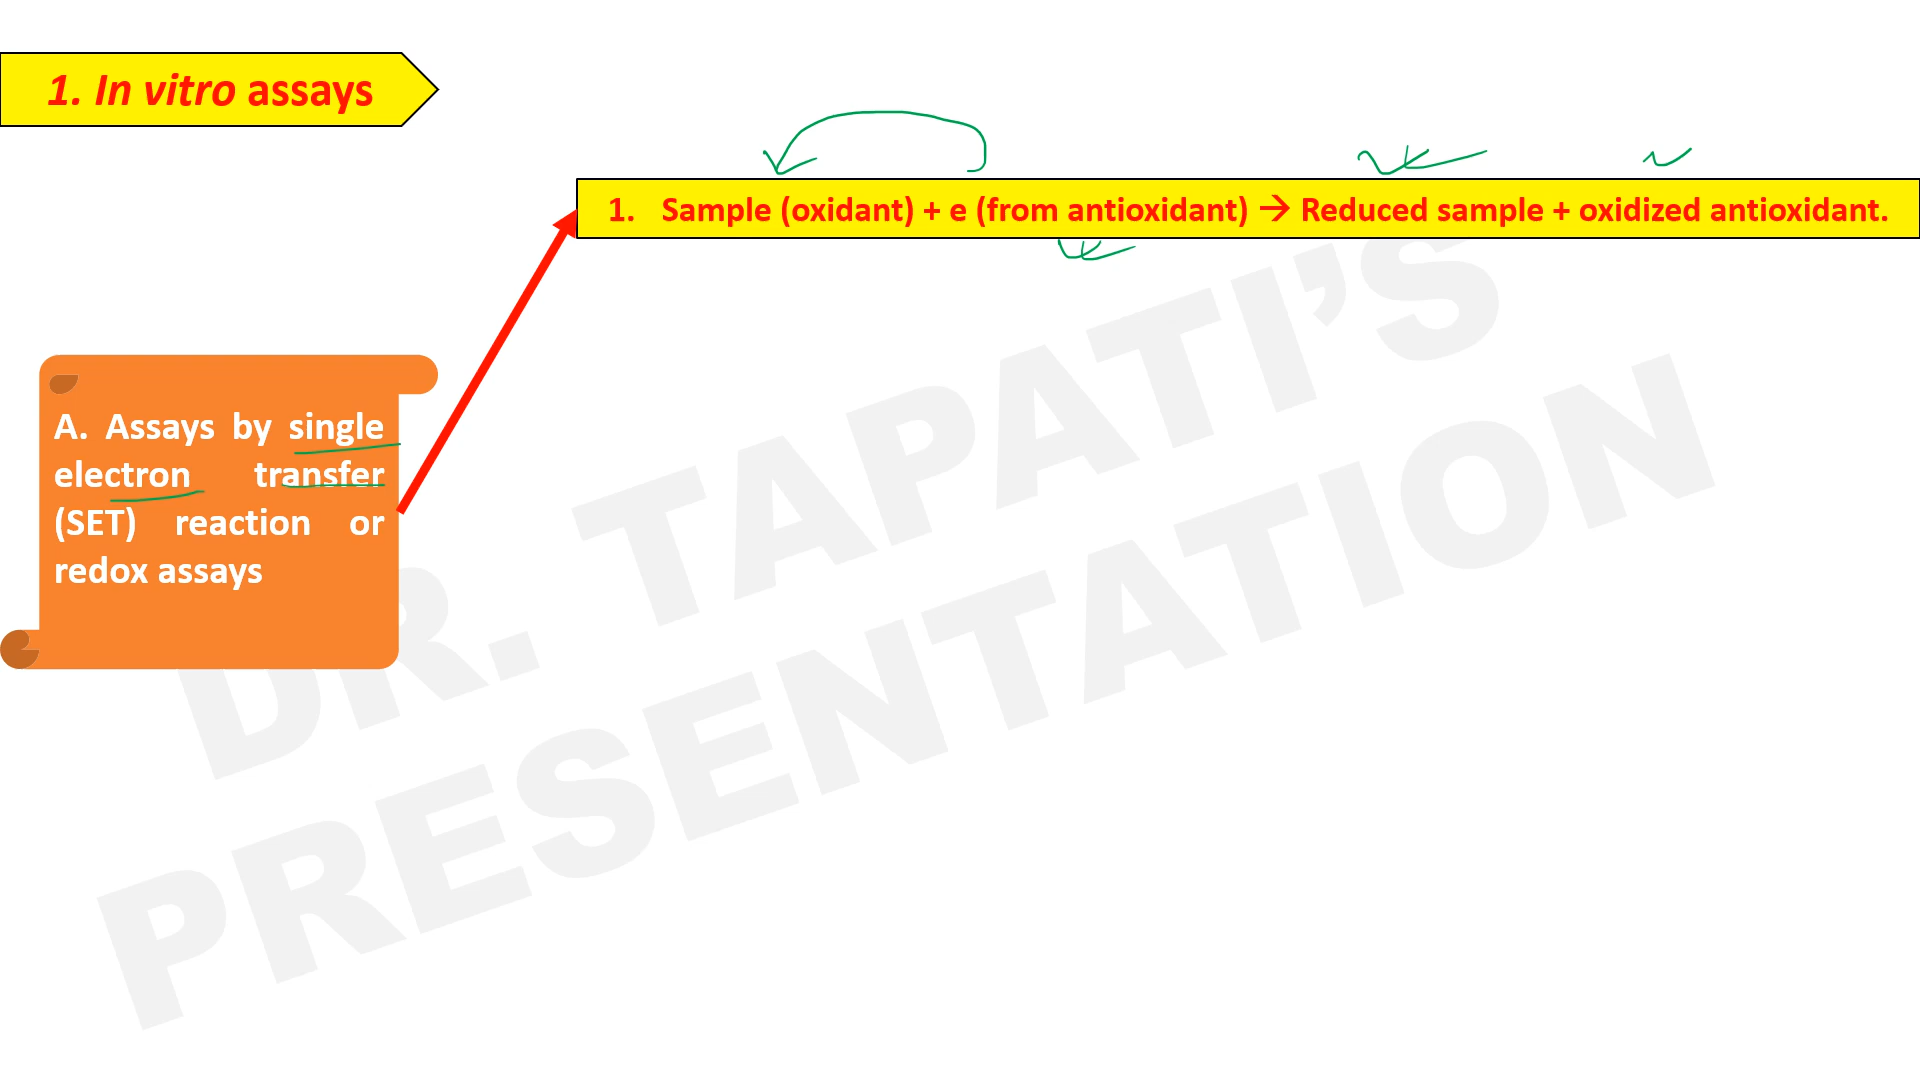 1. In vitro assays
1. Sample (oxidant) + e (from antioxidant) → Reduced sample + oxidized antioxidant.
A. Assays by single
electron transfer
(SET) reaction or
redox assays
DR. TAPATI’S
PRESENTATION